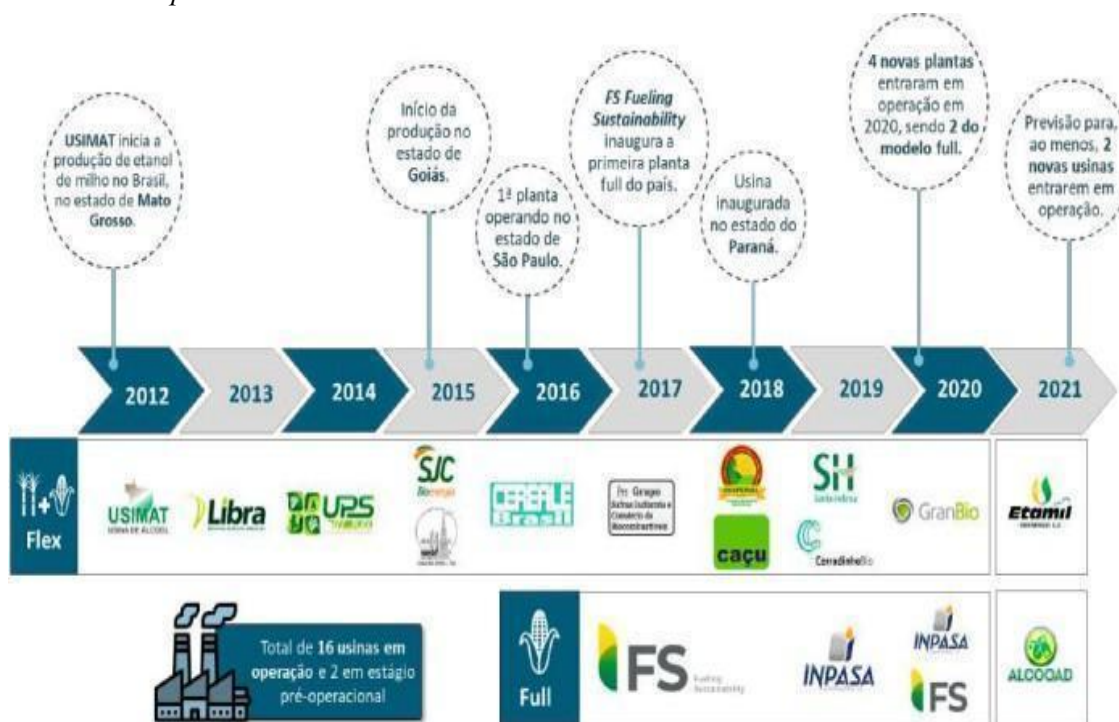 USIMAT inicia a
produção de etanol
de milho no Brasil,
no estado de Mato
Grosso.
Início da
produção no
estado de
Goiás.
1ª planta
operando no
estado de
São Paulo.
FS Fueling
Sustainability
inaugura a
primeira planta
full do país.
Usina
inaugurada
no estado do
Paraná.
4 novas plantas
entraram em
operação em
2020, sendo 2 do
modelo full.
Previsão para,
ao menos, 2
novas usinas
entrarem em
operação.
2012 2013 2014 2015 2016 2017 2018 2019 2020 2021
Flex
USIMAT
USINA DE ÁLCOOL
Libra
UPS
SJC
Bioenergia
CEREALE
Brasil
Grupo
caçu
SH
CerradinhoBio
GranBio
Etamil
Total de 16 usinas em
operação e 2 em estágio
pré-operacional
Full
FS
Fueling
Sustainability
INPASA
INPASA
FS
ALCOOAD